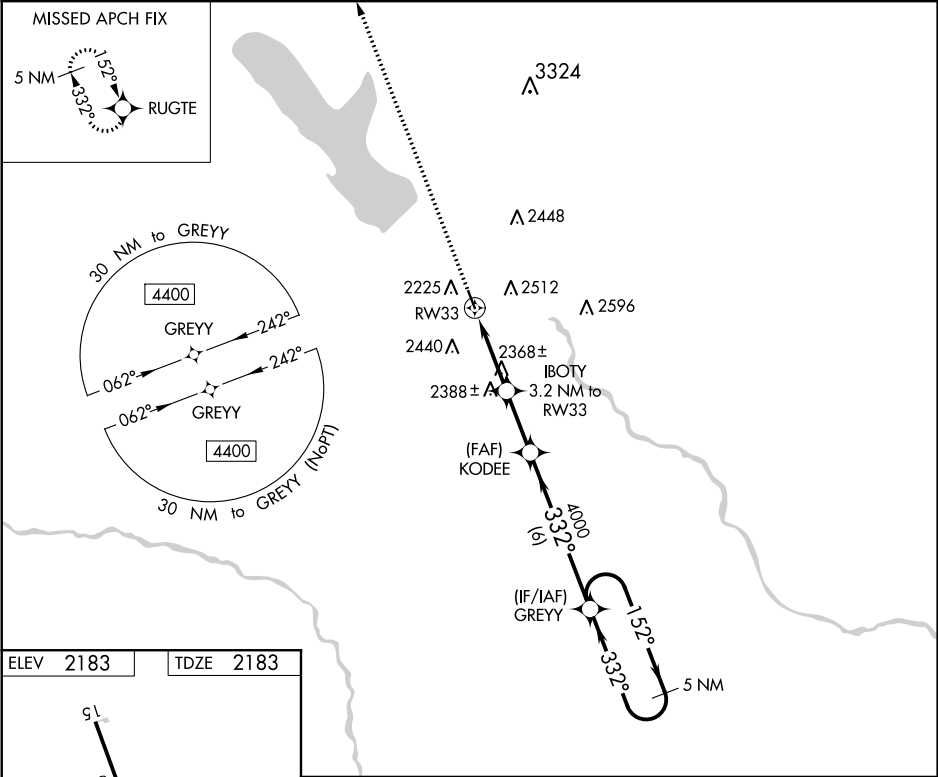 MISSED APCH FIX
5 NM
152°
332°
RUGTE
3324
2448
30 NM to GREYY
4400
GREYY
242°
062°
242°
062°
GREYY
4400
30 NM to GREYY (NoPT)
2225
2512
RW33
2596
2440
2368±
IBOTY
2388±
3.2 NM to
RW33
(FAF)
KODEE
4000
332°
(6)
(IF/IAF)
GREYY
152°
332°
5 NM
ELEV 2183
TDZE 2183
15